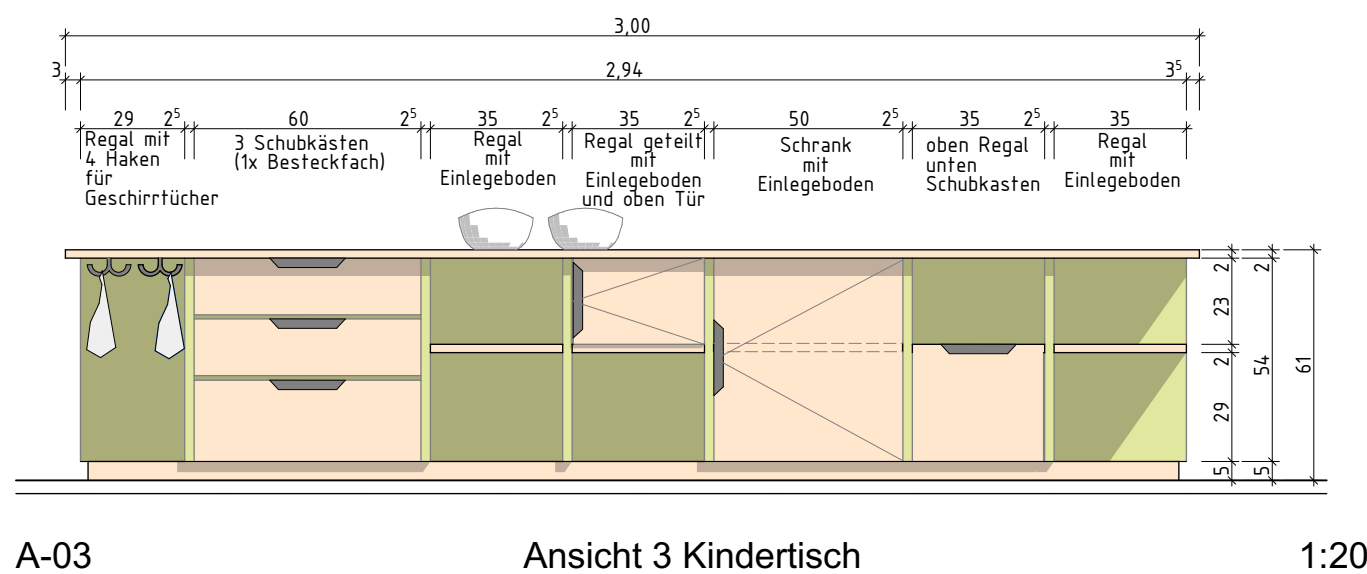 3,00
3 2,94 3⁵
29 2⁵ 60 2⁵ 35 2⁵ 35 2⁵ 50 2⁵ 35 2⁵ 35
Regal mit
4 Haken
für
Geschirrtücher
3 Schubkästen
(1x Besteckfach)
Regal
mit
Einlegeboden
Regal geteilt
mit
Einlegeboden
und oben Tür
Schrank
mit
Einlegeboden
oben Regal
unten
Schubkasten
Regal
mit
Einlegeboden
2
23
2
29
5
2
54
5
61
A-03 Ansicht 3 Kindertisch 1:20